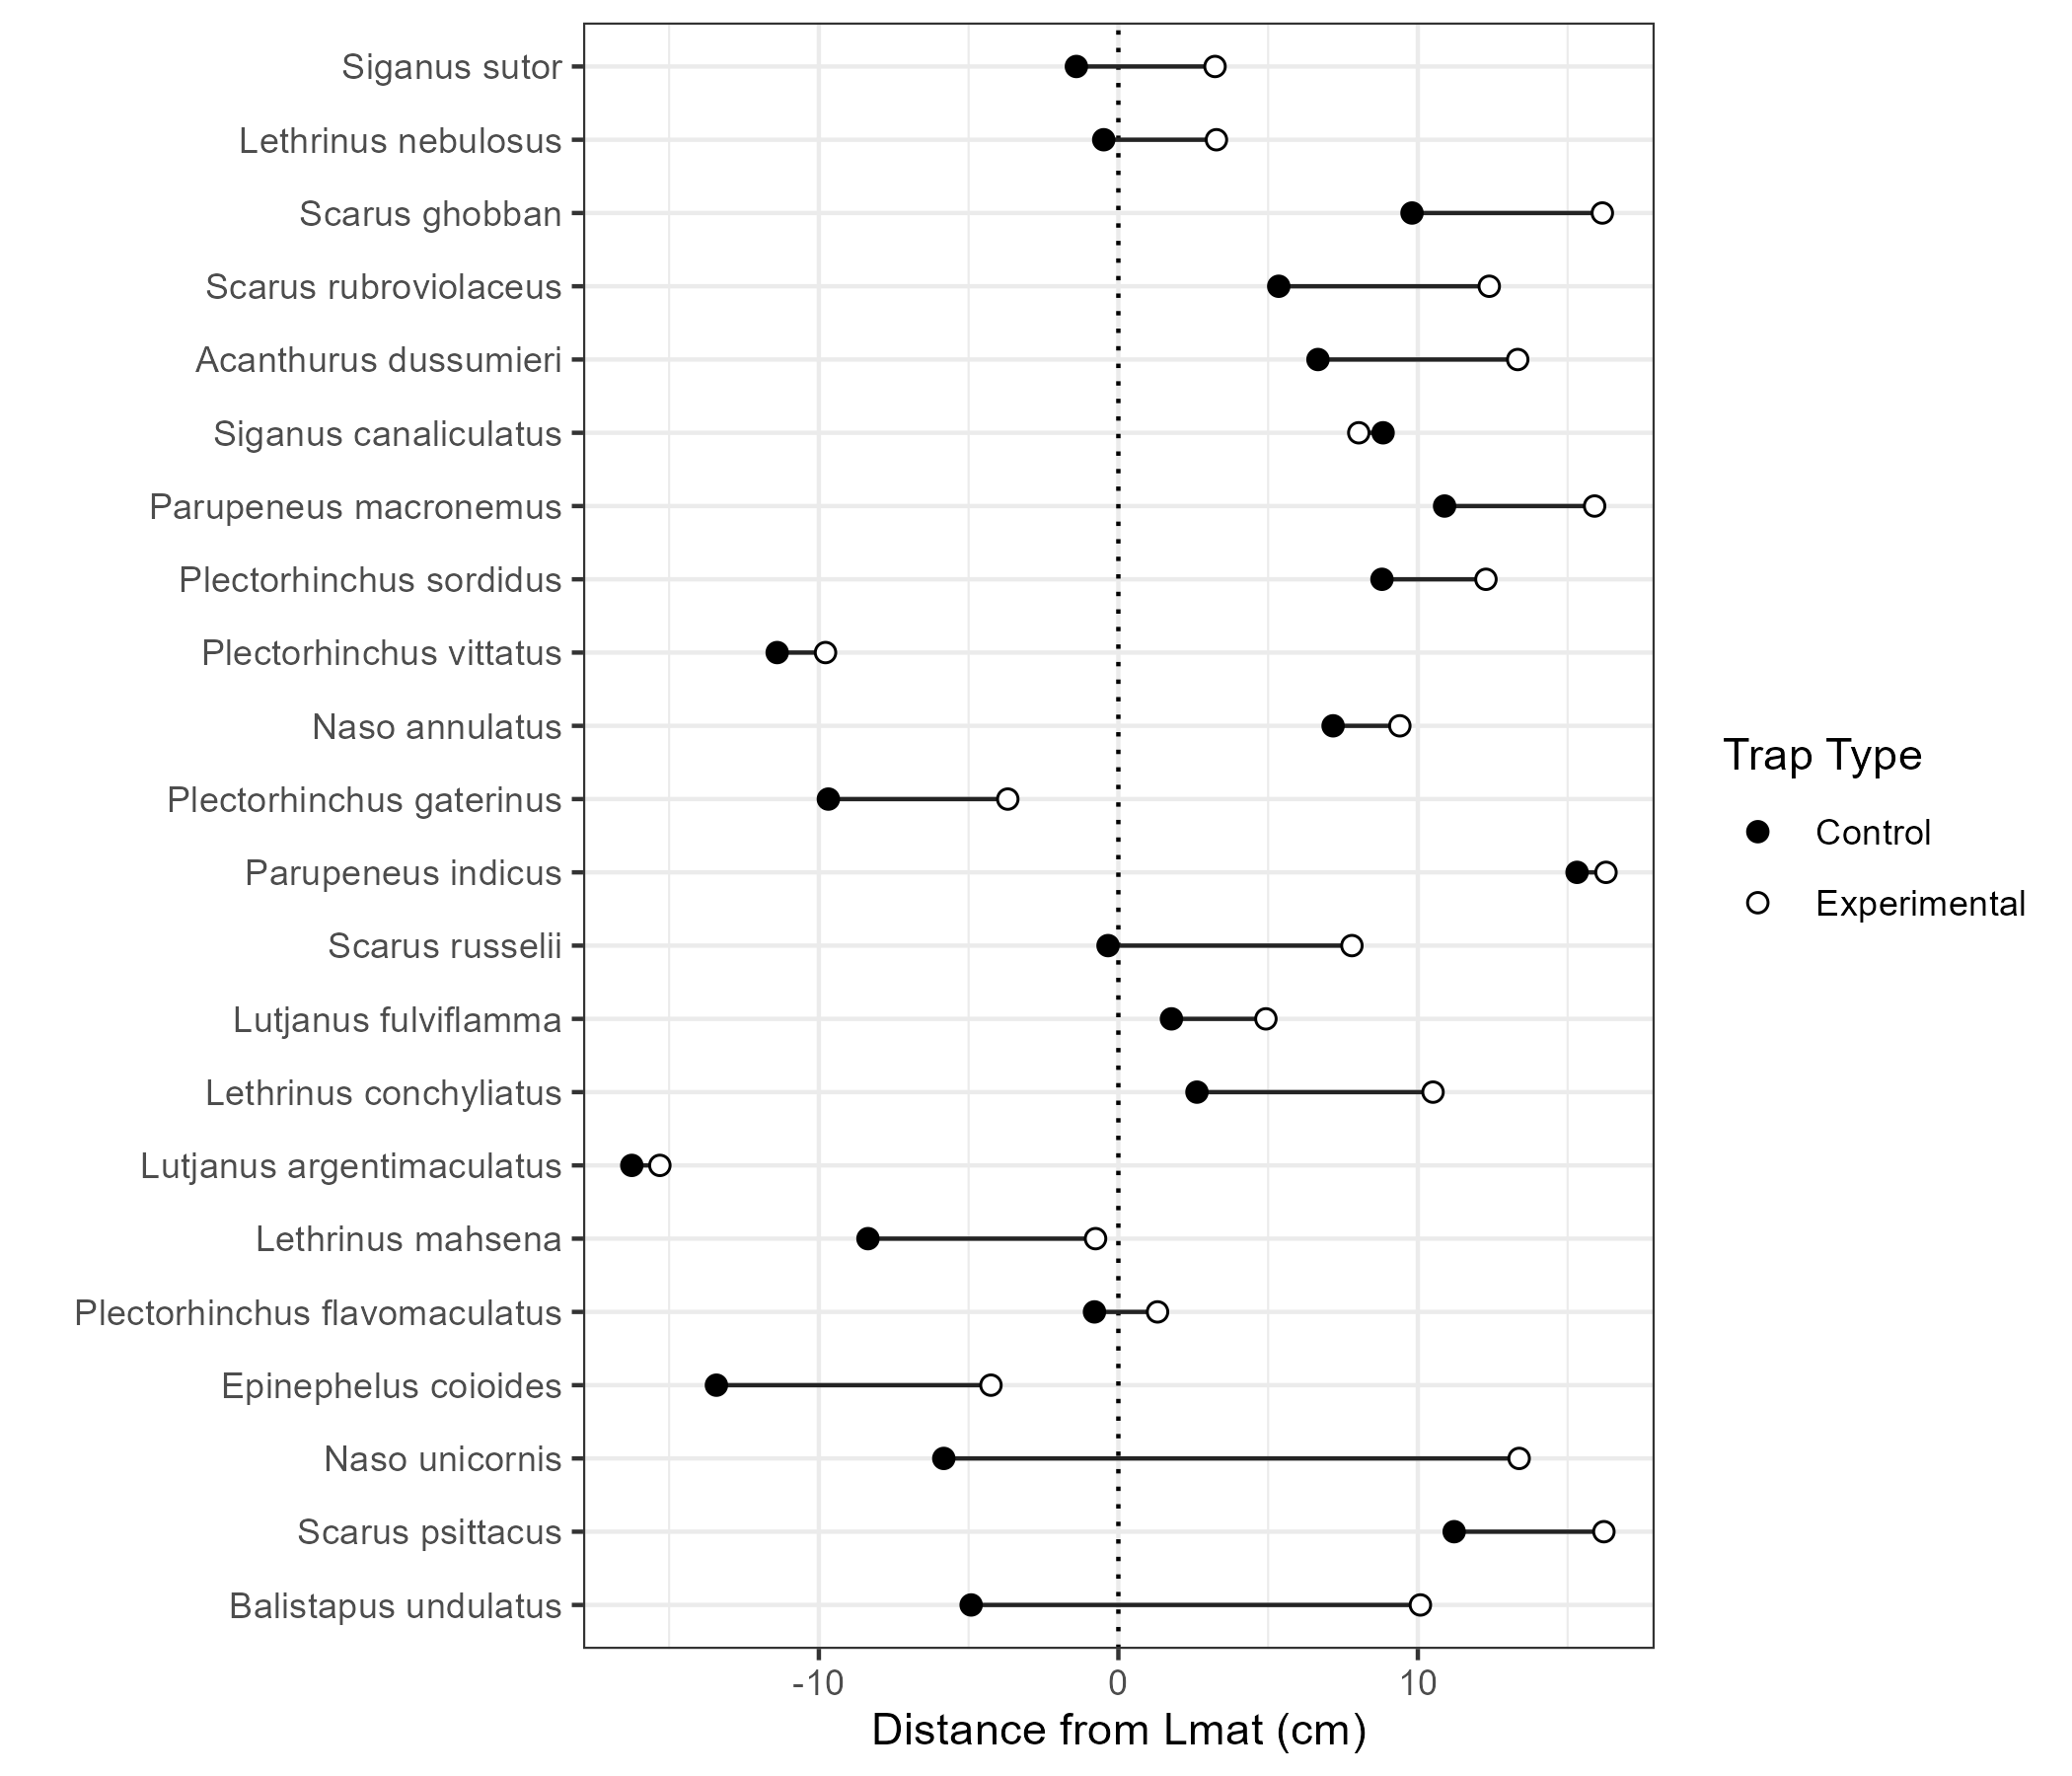 Siganus sutor
Lethrinus nebulosus
Scarus ghobban
Scarus rubroviolaceus
Acanthurus dussumieri
Siganus canaliculatus
Parupeneus macronemus
Plectorhinchus sordidus
Plectorhinchus vittatus
Naso annulatus
Plectorhinchus gaterinus
Parupeneus indicus
Scarus russelii
Lutjanus fulviflamma
Lethrinus conchyliatus
Lutjanus argentimaculatus
Lethrinus mahsena
Plectorhinchus flavomaculatus
Epinephelus coioides
Naso unicornis
Scarus psittacus
Balistapus undulatus
-10 0 10
Distance from Lmat (cm)
Trap Type
Control
Experimental